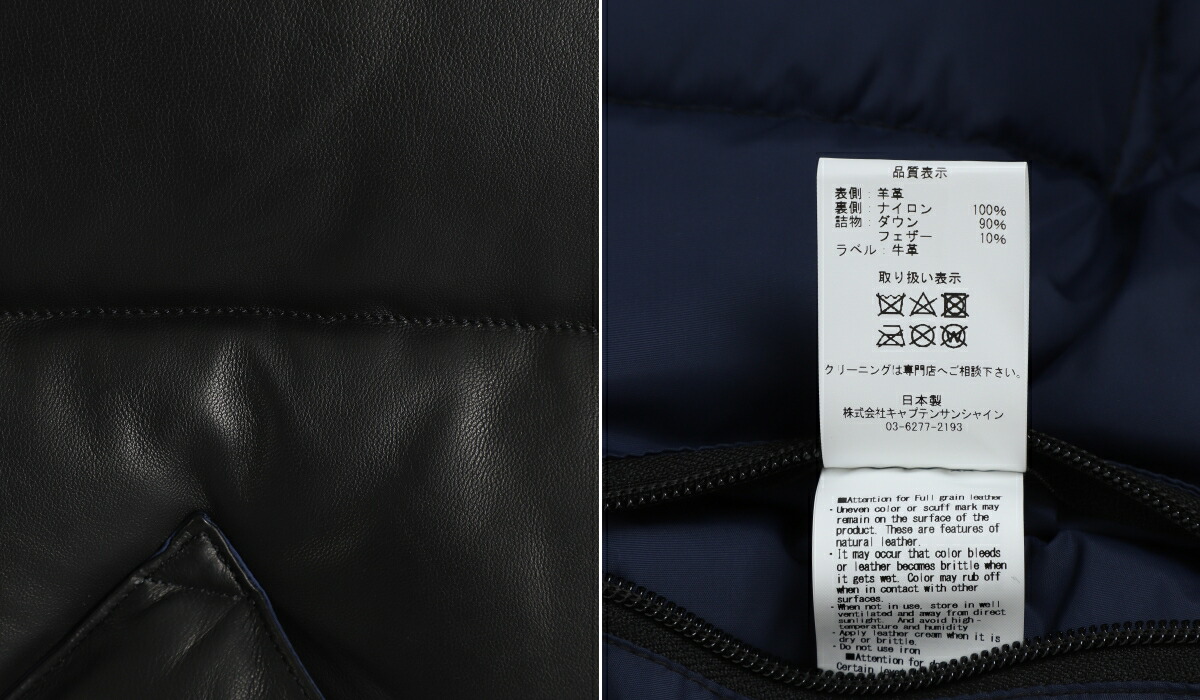 品質表示
表側：羊革
裏側：ナイロン 100%
詰物：ダウン 90%
フェザー 10%
ラベル：牛革
取り扱い表示
クリーニングは専門店へご相談下さい。
日本製
株式会社キャプテンサンシャイン
03-6277-2193
■Attention for Full grain leather
・Uneven color or scuff mark may
remain on the surface of the
product. These are features of
natural leather.
・It may occur that color bleeds
or leather becomes brittle when
it gets wet. Color may rub off
when in contact with other
surfaces.
・When not in use, store in well
ventilated and away from direct
sunlight. And avoid high-
temperature and humidity
・Apply leather cream when it is
dry or brittle.
・Do not use iron
■Attention for
Certain